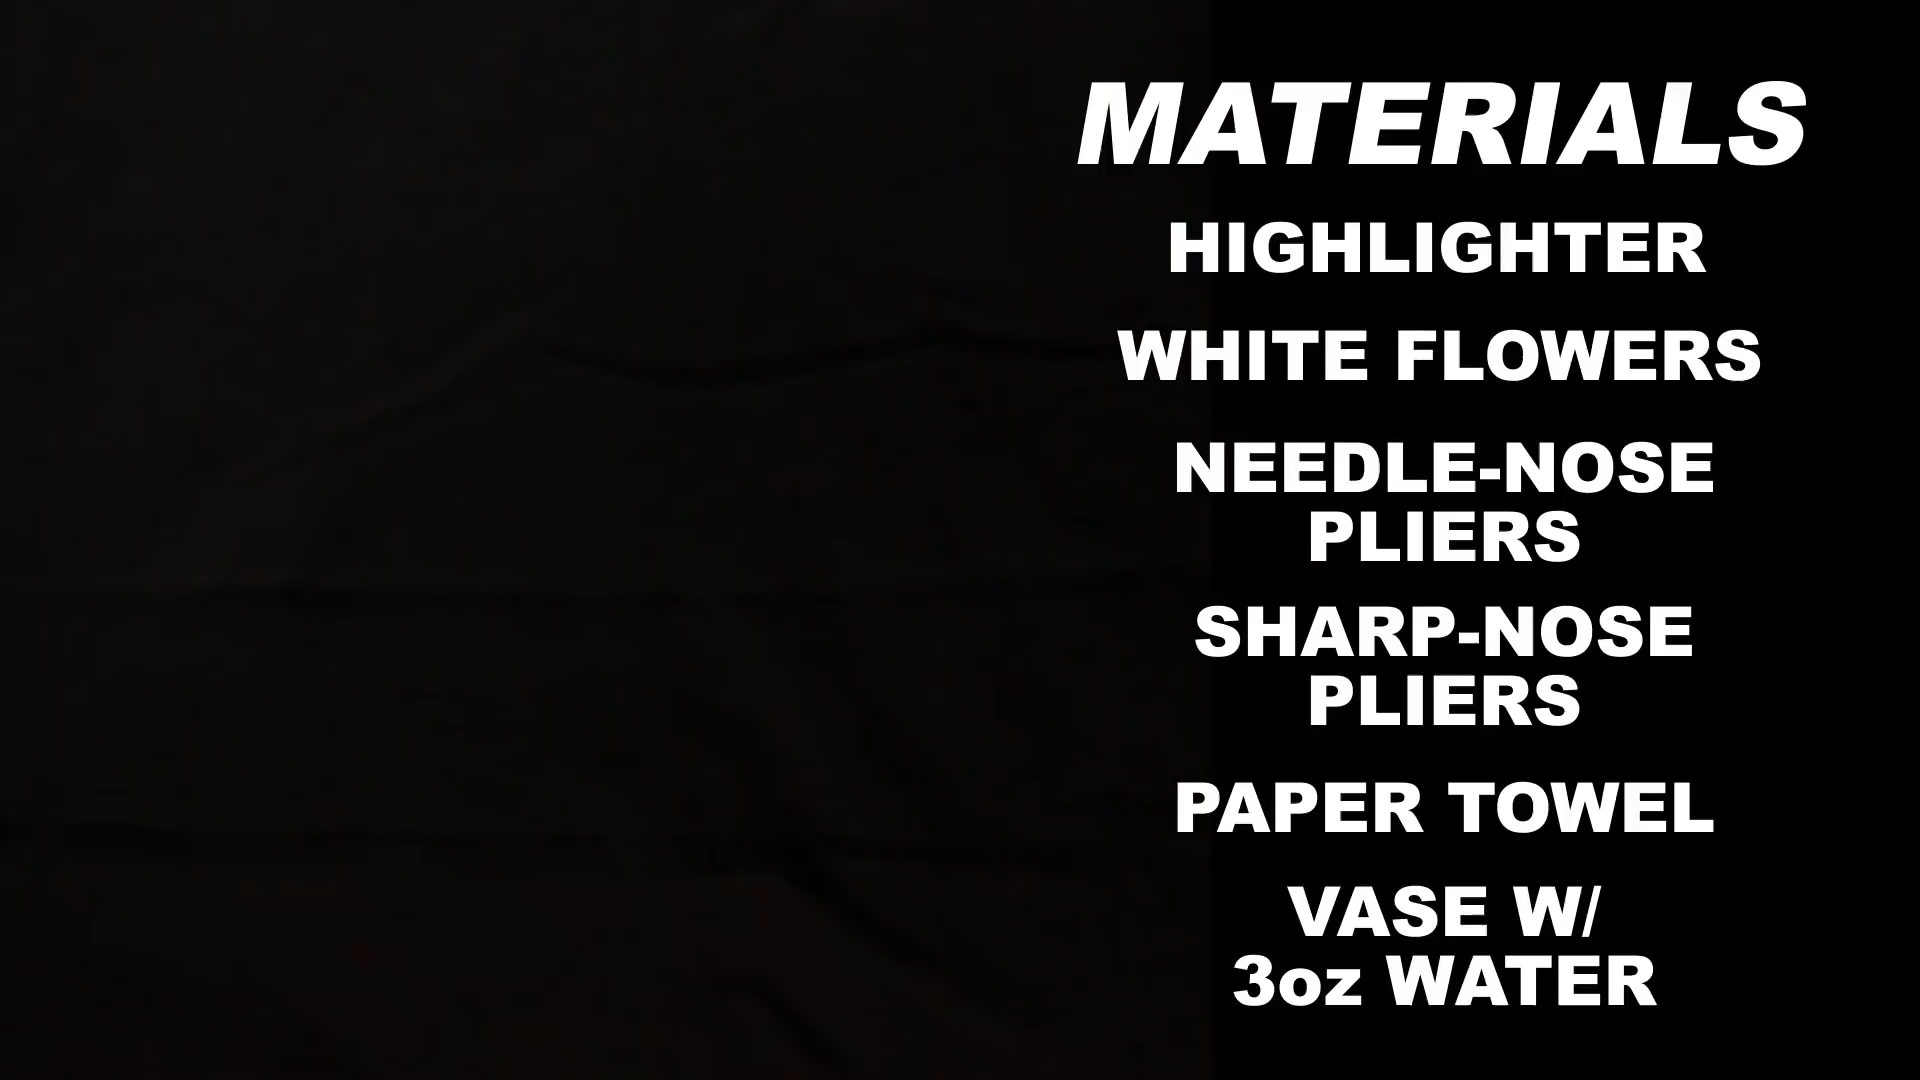 MATERIALS
HIGHLIGHTER
WHITE FLOWERS
NEEDLE-NOSE
PLIERS
SHARP-NOSE
PLIERS
PAPER TOWEL
VASE W/
3oz WATER